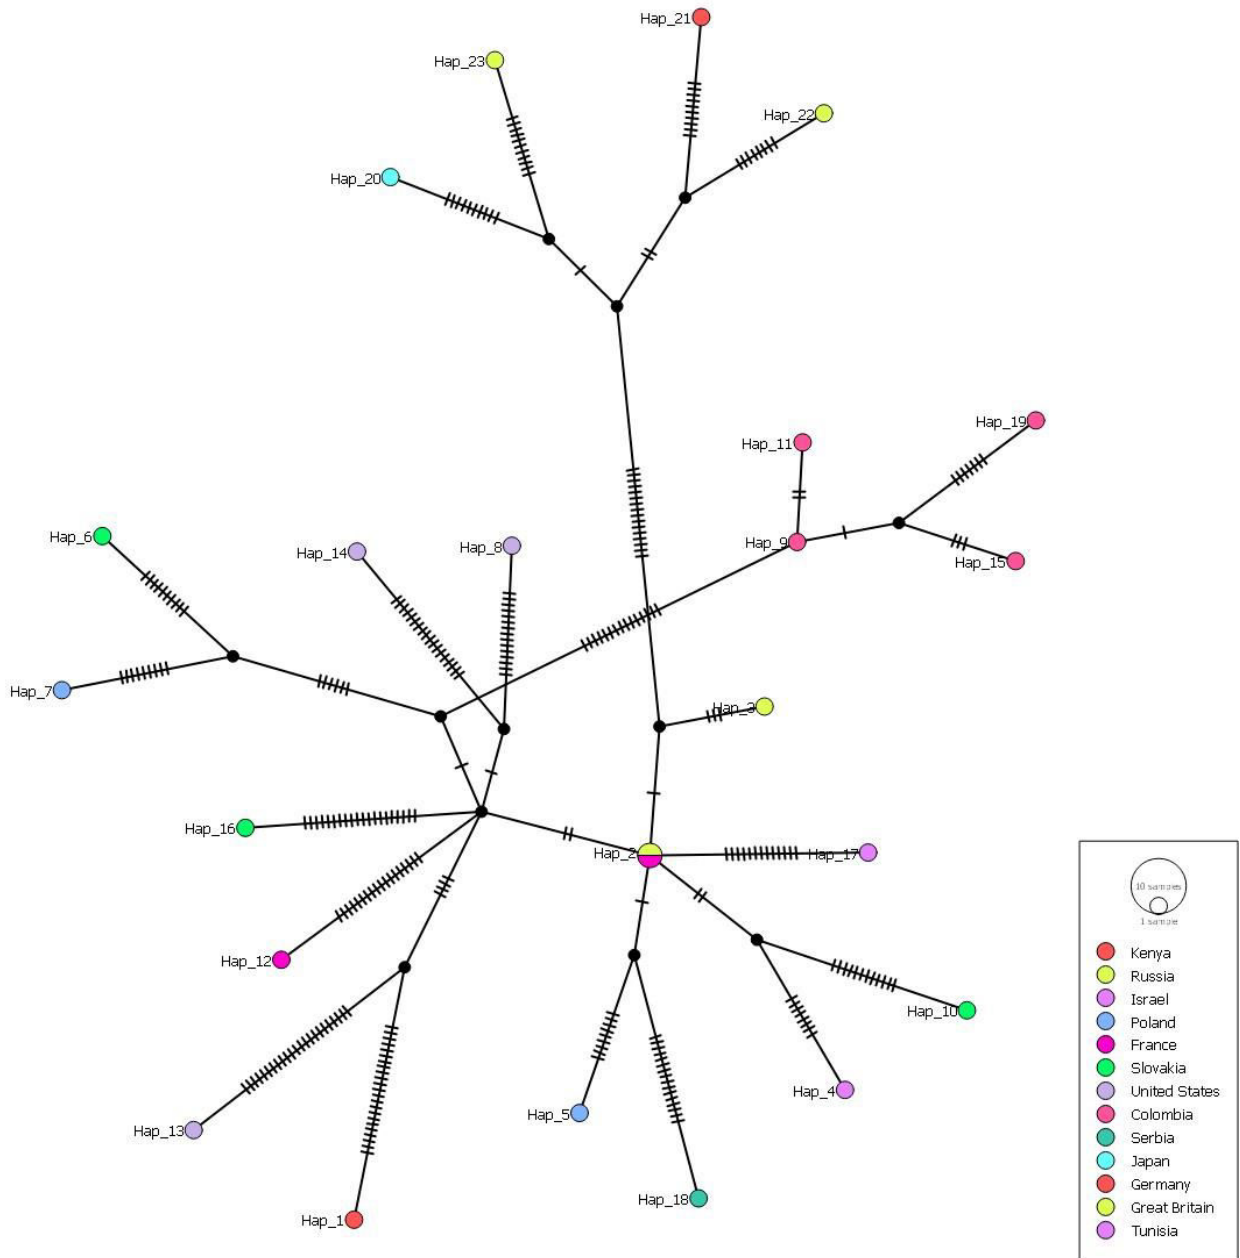 Hap_21
Hap_23
Hap_22
Hap_20
Hap_19
Hap_11
Hap_9
Hap_15
Hap_6
Hap_14
Hap_8
Hap_7
Hap_3
Hap_16
Hap_2
Hap_17
Hap_12
Hap_10
Hap_4
Hap_5
Hap_13
Hap_18
Hap_1
10 samples
1 sample
Kenya
Russia
Israel
Poland
France
Slovakia
United States
Colombia
Serbia
Japan
Germany
Great Britain
Tunisia